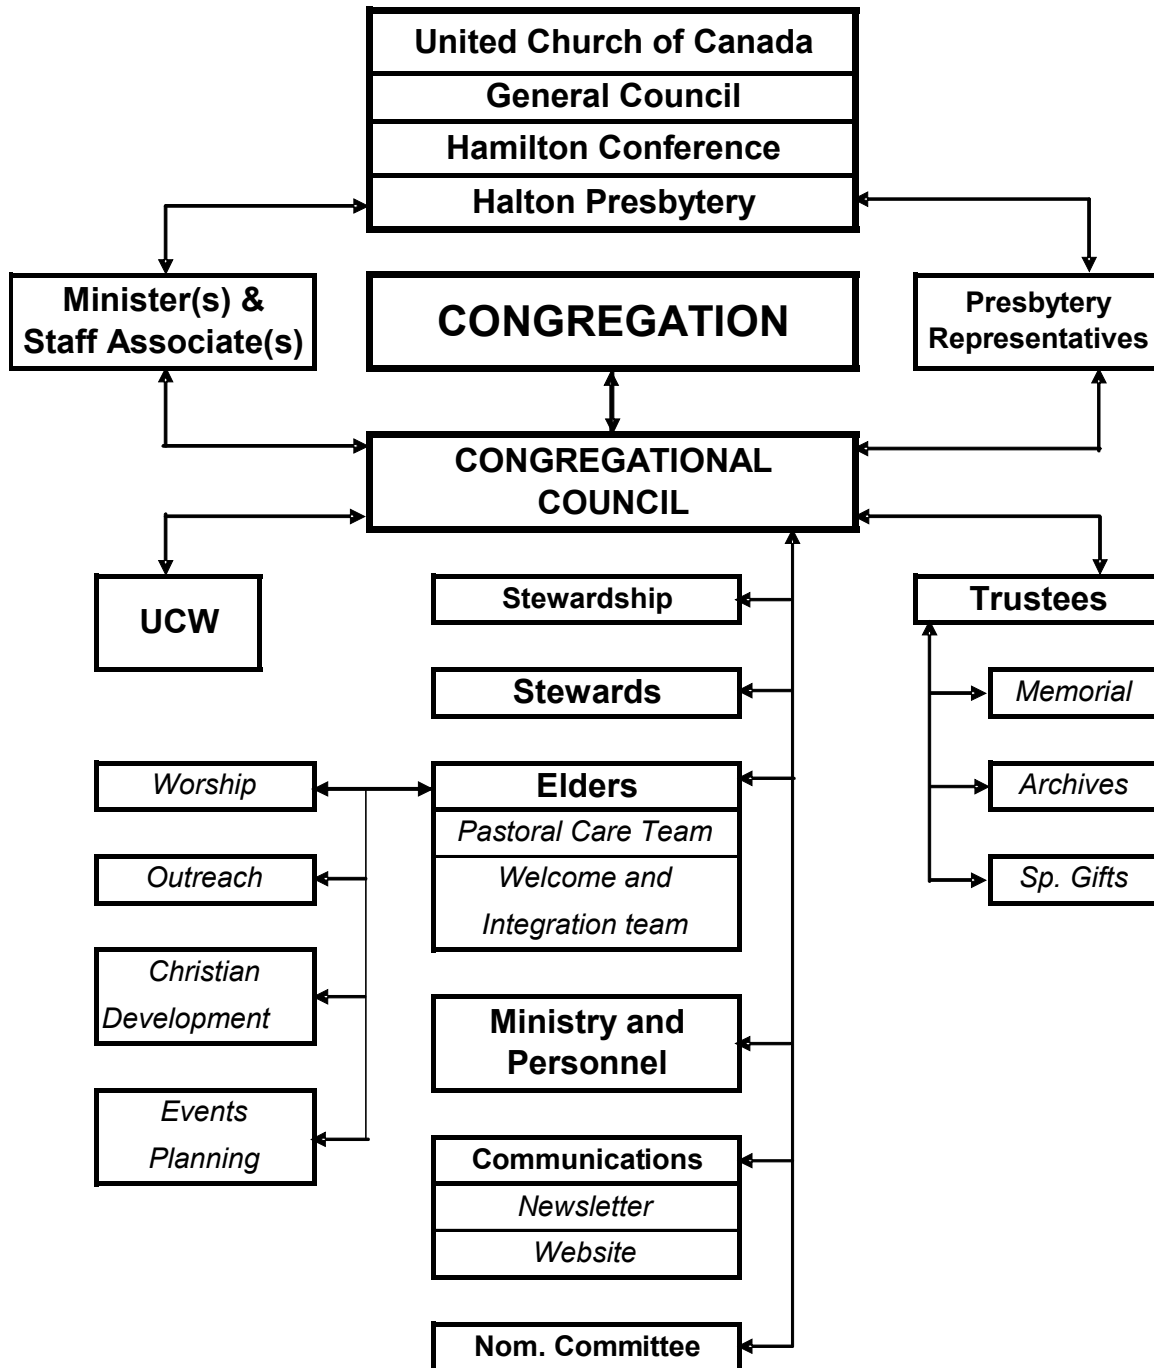 United Church of Canada
General Council
Hamilton Conference
Halton Presbytery
Minister(s) &
Staff Associate(s)
CONGREGATION
Presbytery
Representatives
CONGREGATIONAL
COUNCIL
UCW
Stewardship
Trustees
Stewards
Memorial
Worship
Elders
Archives
Pastoral Care Team
Outreach
Welcome and
Integration team
Sp. Gifts
Christian
Development
Ministry and
Personnel
Events
Planning
Communications
Newsletter
Website
Nom. Committee